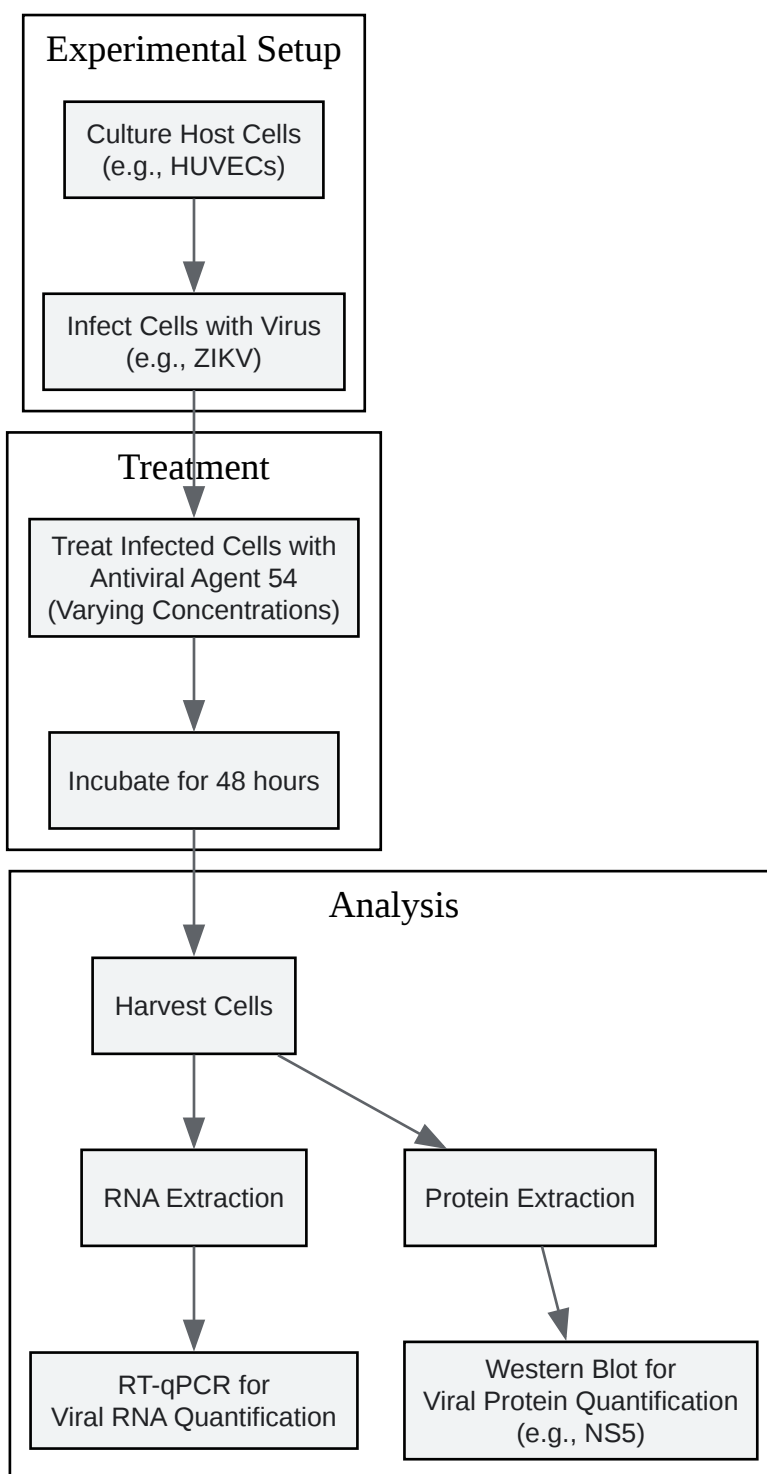 Experimental Setup
Culture Host Cells
(e.g., HUVECs)
Infect Cells with Virus
(e.g., ZIKV)
Treatment
Treat Infected Cells with
Antiviral Agent 54
(Varying Concentrations)
Incubate for 48 hours
Analysis
Harvest Cells
RNA Extraction
Protein Extraction
RT-qPCR for
Viral RNA Quantification
Western Blot for
Viral Protein Quantification
(e.g., NS5)